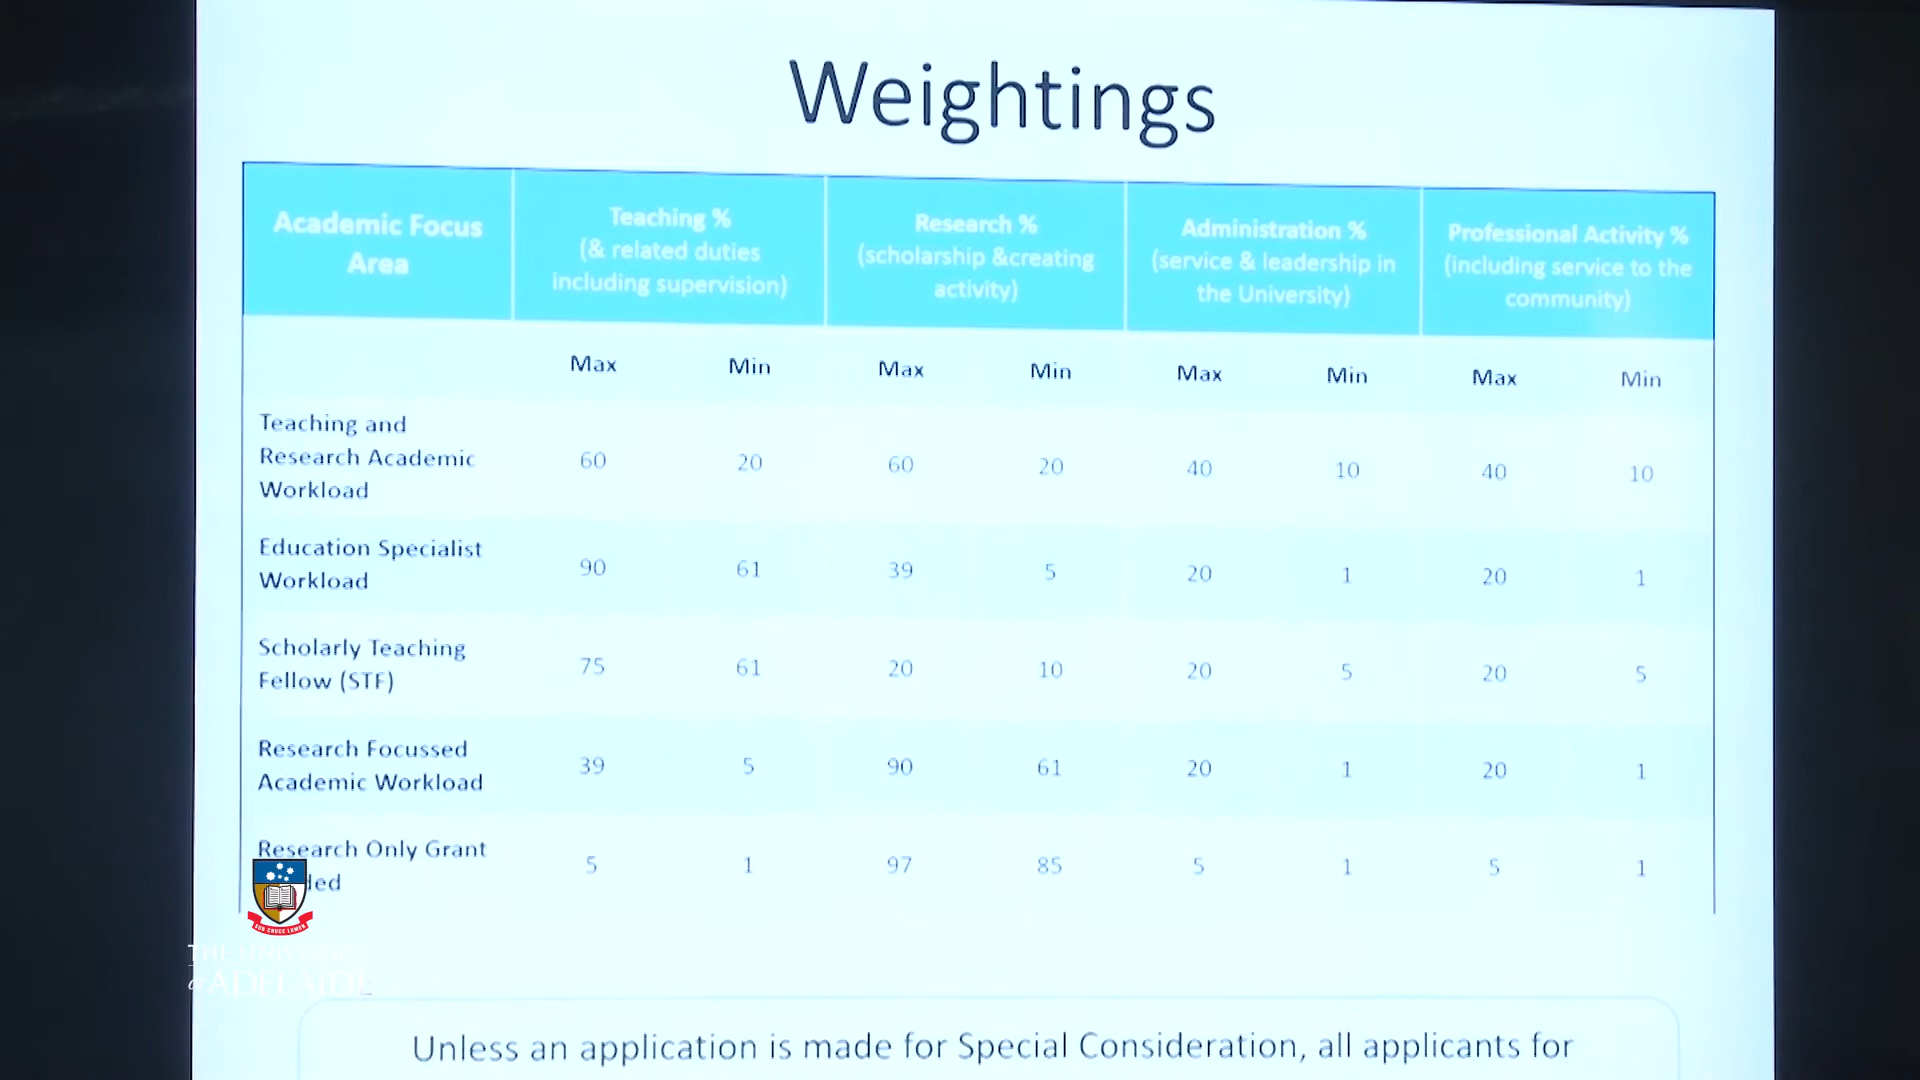 Weightings
Academic Focus
Area
Teaching %
(& related duties
including supervision)
Research %
(scholarship &creating
activity)
Administration %
(service & leadership in
the University)
Professional Activity %
(including service to the
community)
Max Min Max Min Max Min Max Min
Teaching and
Research Academic
Workload
60 20 60 20 40 10 40 10
Education Specialist
Workload
90 61 39 5 20 1 20 1
Scholarly Teaching
Fellow (STF)
75 61 20 10 20 5 20 5
Research Focussed
Academic Workload
39 5 90 61 20 1 20 1
Research Only Grant
5 1 97 85 5 1 5 1
SUB CRUCE LUMEN
THE UNIVERSITY
of ADELAIDE
Unless an application is made for Special Consideration, all applicants for